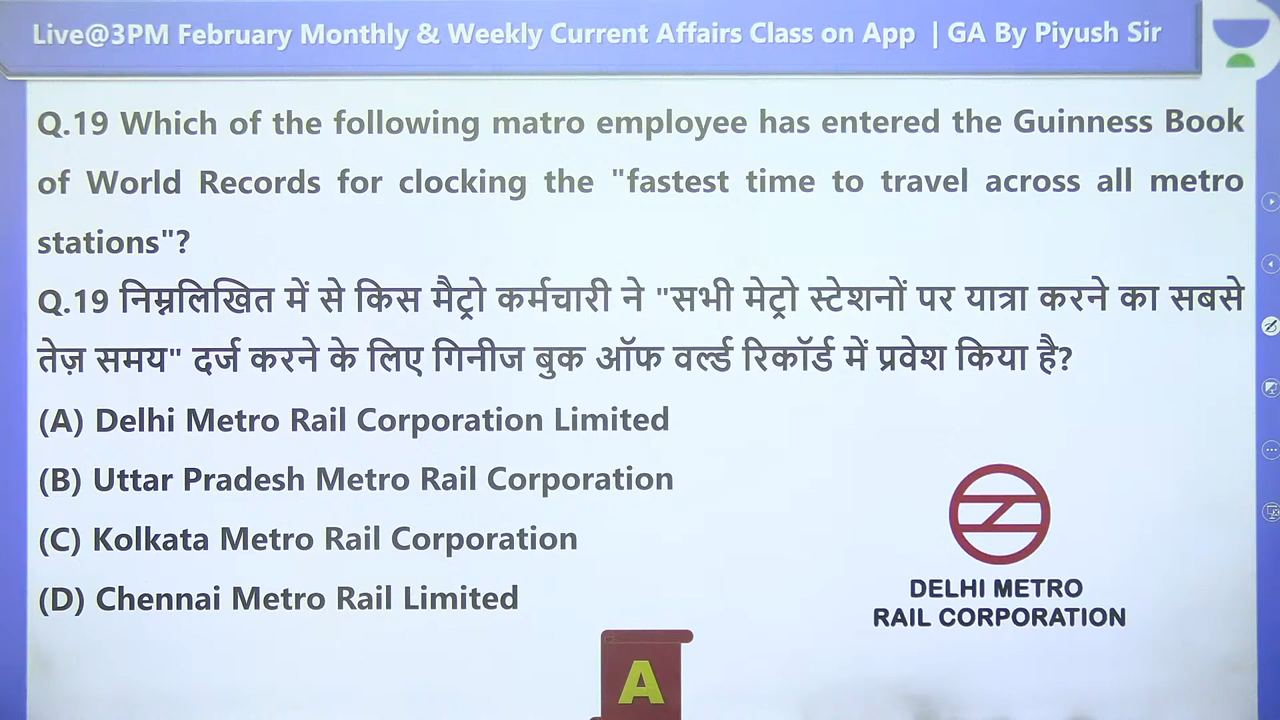 Live@3PM February Monthly & Weekly Current Affairs Class on App | GA By Piyush Sir
Q.19 Which of the following matro employee has entered the Guinness Book
of World Records for clocking the "fastest time to travel across all metro
stations"?
Q.19 निम्नलिखित में से किस मैट्रो कर्मचारी ने "सभी मेट्रो स्टेशनों पर यात्रा करने का सबसे
तेज़ समय" दर्ज करने के लिए गिनीज बुक ऑफ वर्ल्ड रिकॉर्ड में प्रवेश किया है?
(A) Delhi Metro Rail Corporation Limited
(B) Uttar Pradesh Metro Rail Corporation
(C) Kolkata Metro Rail Corporation
(D) Chennai Metro Rail Limited
DELHI METRO
RAIL CORPORATION
A